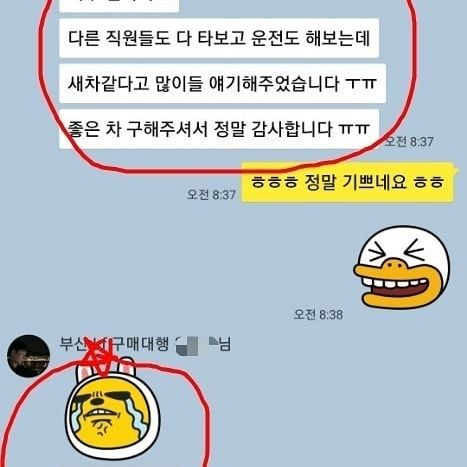 다른 직원들도 다 타보고 운전도 해보는데
새차같다고 많이들 얘기해주었습니다 ㅜㅠ
좋은 차 구해주셔서 정말 감사합니다 ㅠㅠ
오전 8:37
오전 8:37
ㅎㅎㅎ 정말 기쁘네요 ㅎㅎ
오전 8:38
부산 구매대행 님